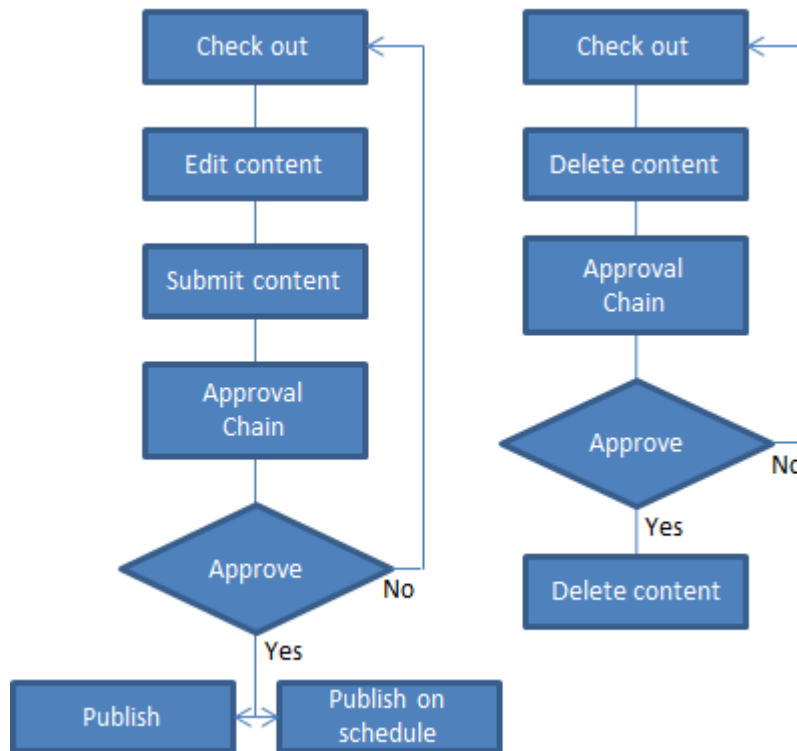 Check out
Edit content
Submit content
Approval
Chain
Approve
No
Yes
Publish
Publish on
schedule
Check out
Delete content
Approval
Chain
Approve
No
Yes
Delete content